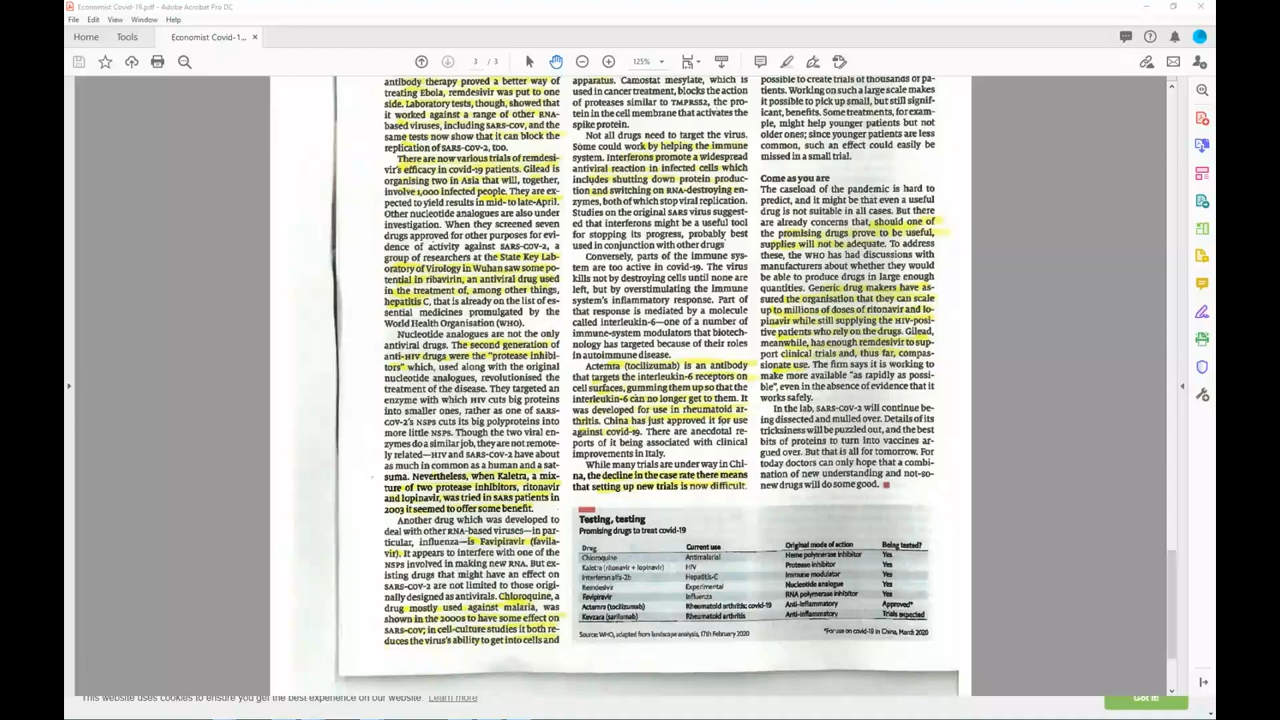 Economist Covid-19.pdf - Adobe Acrobat Pro DC
File Edit View Window Help
Home Tools Economist Covid-1... ×
3 / 3 125%
antibody therapy proved a better way of
treating Ebola, remdesivir was put to one
side. Laboratory tests, though, showed that
it worked against a range of other RNA-
based viruses, including SARS-COV, and the
same tests now show that it can block the
replication of SARS-COV-2, too.
There are now various trials of remdesi-
vir's efficacy in covid-19 patients. Gilead is
organising two in Asia that will, together,
involve 1,000 infected people. They are ex-
pected to yield results in mid- to late-April.
Other nucleotide analogues are also under
investigation. When they screened seven
drugs approved for other purposes for evi-
dence of activity against SARS-COV-2, a
group of researchers at the State Key Lab-
oratory of Virology in Wuhan saw some po-
tential in ribavirin, an antiviral drug used
in the treatment of, among other things,
hepatitis C, that is already on the list of es-
sential medicines promulgated by the
World Health Organisation (WHO).
Nucleotide analogues are not the only
antiviral drugs. The second generation of
anti-HIV drugs were the "protease inhibi-
tors" which, used along with the original
nucleotide analogues, revolutionised the
treatment of the disease. They targeted an
enzyme with which HIV cuts big proteins
into smaller ones, rather as one of SARS-
COV-2's NSPS cuts its big polyproteins into
more little NSPS. Though the two viral en-
zymes do a similar job, they are not remote-
ly related—HIV and SARS-COV-2 have about
as much in common as a human and a sat-
suma. Nevertheless, when Kaletra, a mix-
ture of two protease inhibitors, ritonavir
and lopinavir, was tried in SARS patients in
2003 it seemed to offer some benefit.
Another drug which was developed to
deal with other RNA-based viruses—in par-
ticular, influenza—is Favipiravir (favila-
vir). It appears to interfere with one of the
NSPS involved in making new RNA. But ex-
isting drugs that might have an effect on
SARS-COV-2 are not limited to those origi-
nally designed as antivirals. Chloroquine, a
drug mostly used against malaria, was
shown in the 2000s to have some effect on
SARS-COV; in cell-culture studies it both re-
duces the virus's ability to get into cells and
apparatus. Camostat mesylate, which is
used in cancer treatment, blocks the action
of proteases similar to TMPRSS2, the pro-
tein in the cell membrane that activates the
spike protein.
Not all drugs need to target the virus.
Some could work by helping the immune
system. Interferons promote a widespread
antiviral reaction in infected cells which
includes shutting down protein produc-
tion and switching on RNA-destroying en-
zymes, both of which stop viral replication.
Studies on the original SARS virus suggest-
ed that interferons might be a useful tool
for stopping its progress, probably best
used in conjunction with other drugs
Conversely, parts of the immune sys-
tem are too active in covid-19. The virus
kills not by destroying cells until none are
left, but by overstimulating the immune
system's inflammatory response. Part of
that response is mediated by a molecule
called interleukin-6—one of a number of
immune-system modulators that biotech-
nology has targeted because of their roles
in autoimmune disease.
Actemra (tocilizumab) is an antibody
that targets the interleukin-6 receptors on
cell surfaces, gumming them up so that the
interleukin-6 can no longer get to them. It
was developed for use in rheumatoid ar-
thritis. China has just approved it for use
against covid-19. There are anecdotal re-
ports of it being associated with clinical
improvements in Italy.
While many trials are under way in Chi-
na, the decline in the case rate there means
that setting up new trials is now difficult.
possible to create trials of thousands of pa-
tients. Working on such a large scale makes
it possible to pick up small, but still signif-
icant, benefits. Some treatments, for exam-
ple, might help younger patients but not
older ones; since younger patients are less
common, such an effect could easily be
missed in a small trial.
Come as you are
The caseload of the pandemic is hard to
predict, and it might be that even a useful
drug is not suitable in all cases. But there
are already concerns that, should one of
the promising drugs prove to be useful,
supplies will not be adequate. To address
these, the WHO has had discussions with
manufacturers about whether they would
be able to produce drugs in large enough
quantities. Generic drug makers have as-
sured the organisation that they can scale
up to millions of doses of ritonavir and lo-
pinavir while still supplying the HIV-posi-
tive patients who rely on the drugs. Gilead,
meanwhile, has enough remdesivir to sup-
port clinical trials and, thus far, compas-
sionate use. The firm says it is working to
make more available "as rapidly as possi-
ble", even in the absence of evidence that it
works safely.
In the lab, SARS-COV-2 will continue be-
ing dissected and mulled over. Details of its
tricksiness will be puzzled out, and the best
bits of proteins to turn into vaccines ar-
gued over. But that is all for tomorrow. For
today doctors can only hope that a combi-
nation of new understanding and not-so-
new drugs will do some good. ■
Testing, testing
Promising drugs to treat covid-19
Drug Current use Original mode of action Being tested?
Chloroquine Antimalarial Heme polymerase inhibitor Yes
Kaletra (ritonavir + lopinavir) HIV Protease inhibitor Yes
Interferon alfa-2b Hepatitis-C Immune modulator Yes
Remdesivir Experimental Nucleotide analogue Yes
Favipiravir Influenza RNA polymerase inhibitor Yes
Actemra (tocilizumab) Rheumatoid arthritis; covid-19 Anti-inflammatory Approved*
Kevzara (sarilumab) Rheumatoid arthritis Anti-inflammatory Trials expected
Source: WHO, adapted from landscape analysis, 17th February 2020 *For use on covid-19 in China, March 2020
This website uses cookies to ensure you get the best experience on our website. Learn more
Got it!